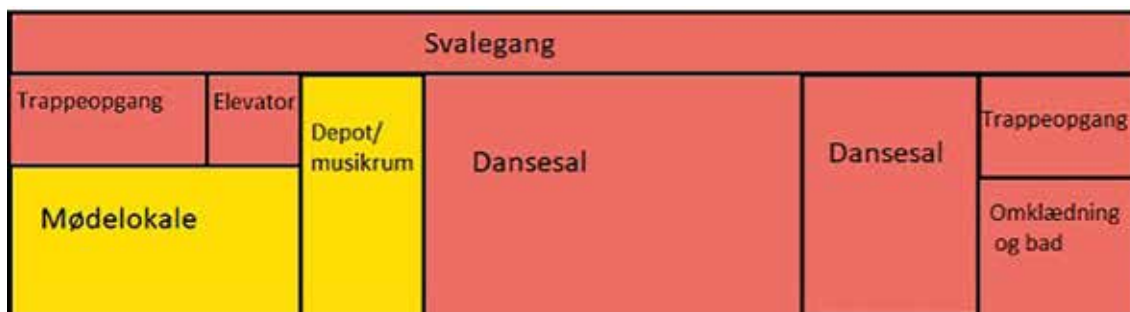 Svalegang
Trappeopgang
Elevator
Depot/
musikrum
Dansesal
Dansesal
Trappeopgang
Mødelokale
Omklædning
og bad